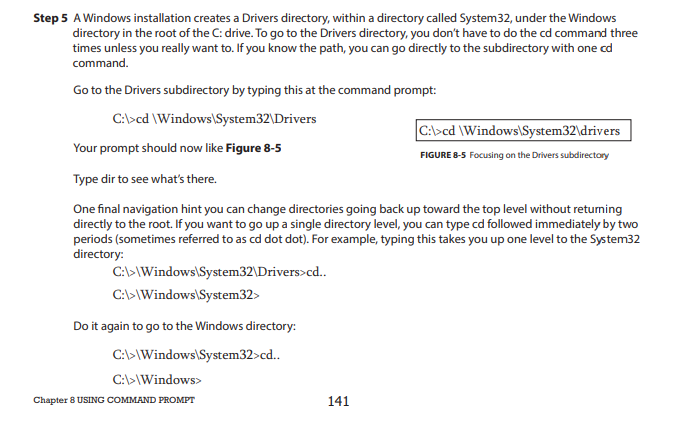 Step 5 A Windows installation creates a Drivers directory, within a directory called System32, under the Windows
directory in the root of the C: drive. To go to the Drivers directory, you don't have to do the cd command three
times unless you really want to. If you know the path, you can go directly to the subdirectory with one cd
command.
Go to the Drivers subdirectory by typing this at the command prompt:
C:\>cd \Windows\System32\Drivers
Your prompt should now like Figure 8-5
C:\>cd \Windows\System32\drivers
FIGURE 8-5 Focusing on the Drivers subdirectory
Type dir to see what's there.
One final navigation hint you can change directories going back up toward the top level without returning
directly to the root. If you want to go up a single directory level, you can type cd followed immediately by two
periods (sometimes referred to as cd dot dot). For example, typing this takes you up one level to the System32
directory:
C:\>\Windows\System32\Drivers>cd..
C:\>\Windows\System32>
Do it again to go to the Windows directory:
C:\>\Windows\System32>cd..
C:\>\Windows>
Chapter 8 USING COMMAND PROMPT
141